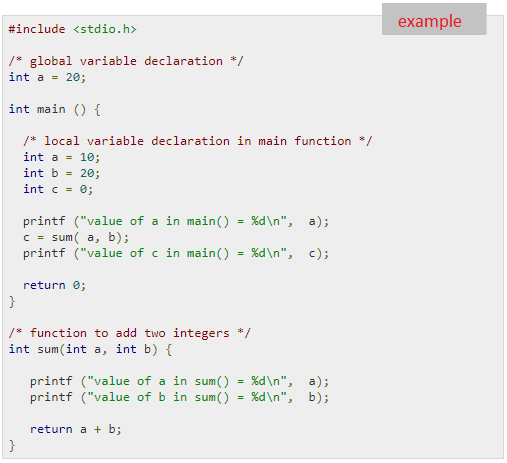 example
#include <stdio.h>
/* global variable declaration */
int a = 20;
int main () {
/* local variable declaration in main function */
int a = 10;
int b = 20;
int c = 0;
printf ("value of a in main() = %d\n",  a);
c = sum( a, b);
printf ("value of c in main() = %d\n",  c);
return 0;
}
/* function to add two integers */
int sum(int a, int b) {
printf ("value of a in sum() = %d\n",  a);
printf ("value of b in sum() = %d\n",  b);
return a + b;
}